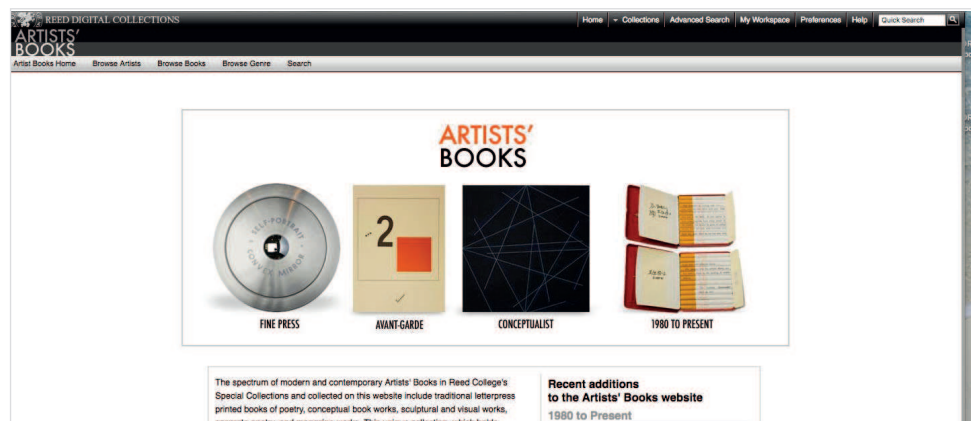 REED DIGITAL COLLECTIONS
Home Collections Advanced Search My Workspace Preferences Help Quick Search
ARTISTS'
BOOKS
Artist Books Home Browse Artists Browse Books Browse Genre Search
ARTISTS'
BOOKS
SELF-PORTRAIT
CONVEX MIRROR
2
FINE PRESS AVANT-GARDE CONCEPTUALIST 1980 TO PRESENT
The spectrum of modern and contemporary Artists' Books in Reed College's
Special Collections and collected on this website include traditional letterpress
printed books of poetry, conceptual book works, sculptural and visual works,
Recent additions
to the Artists' Books website
1980 to Present